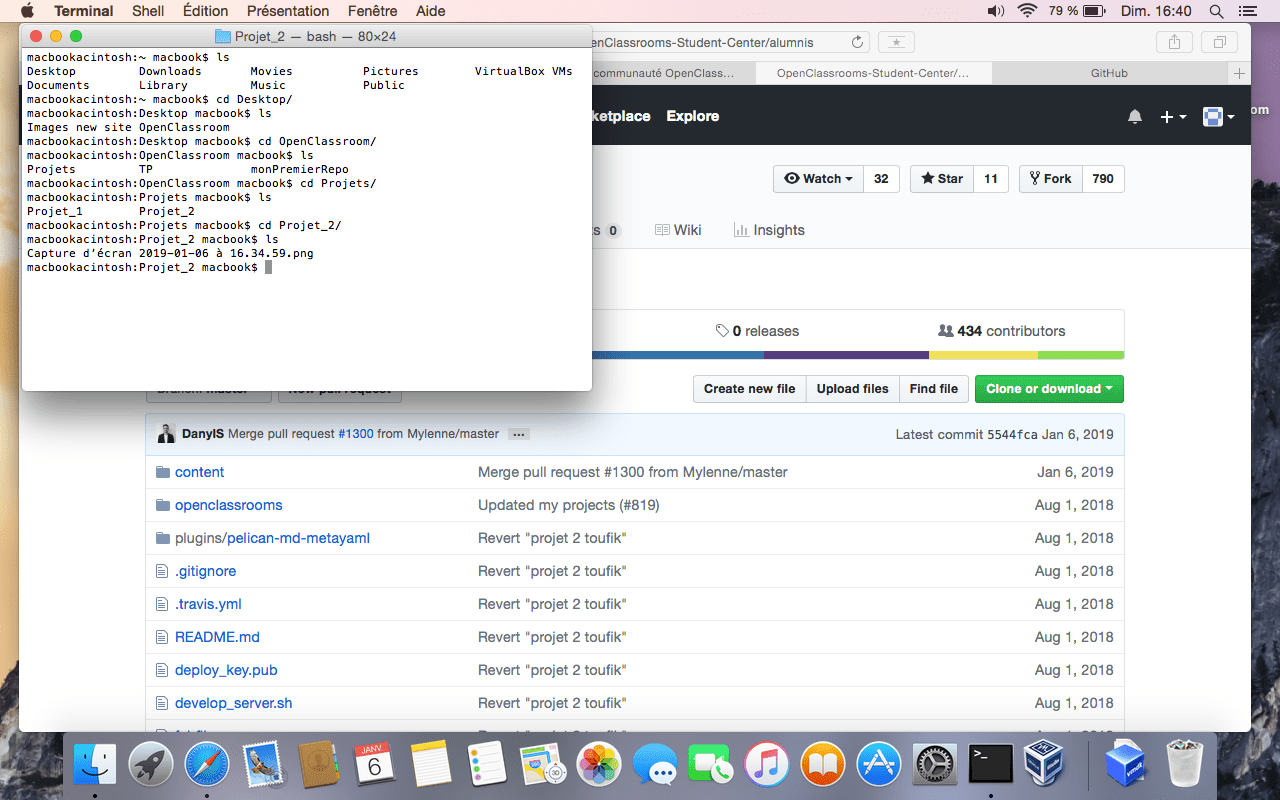 Terminal Shell Édition Présentation Fenêtre Aide 79 % Dim. 16:40
Projet_2 — bash — 80×24
macbookacintosh:~ macbook$ ls
Desktop Downloads Movies Pictures VirtualBox VMs
Documents Library Music Public
macbookacintosh:~ macbook$ cd Desktop/
macbookacintosh:Desktop macbook$ ls
Images new site OpenClassroom
macbookacintosh:Desktop macbook$ cd OpenClassroom/
macbookacintosh:OpenClassroom macbook$ ls
Projets TP monPremierRepo
macbookacintosh:OpenClassroom macbook$ cd Projets/
macbookacintosh:Projets macbook$ ls
Projet_1 Projet_2
macbookacintosh:Projets macbook$ cd Projet_2/
macbookacintosh:Projet_2 macbook$ ls
Capture d’écran 2019-01-06 à 16.34.59.png
macbookacintosh:Projet_2 macbook$
enClassrooms-Student-Center/alumnis
communauté OpenClass... OpenClassrooms-Student-Center/... GitHub
ketplace Explore
om
Watch 32 Star 11 Fork 790
ts 0 Wiki Insights
0 releases 434 contributors
Create new file Upload files Find file Clone or download
DanyIS Merge pull request #1300 from Mylenne/master ... Latest commit 5544fca Jan 6, 2019
content Merge pull request #1300 from Mylenne/master Jan 6, 2019
openclassrooms Updated my projects (#819) Aug 1, 2018
plugins/pelican-md-metayaml Revert "projet 2 toufik" Aug 1, 2018
.gitignore Revert "projet 2 toufik" Aug 1, 2018
.travis.yml Revert "projet 2 toufik" Aug 1, 2018
README.md Revert "projet 2 toufik" Aug 1, 2018
deploy_key.pub Revert "projet 2 toufik" Aug 1, 2018
develop_server.sh Revert "projet 2 toufik" Aug 1, 2018
JANV
6
3D
>_
vmdk